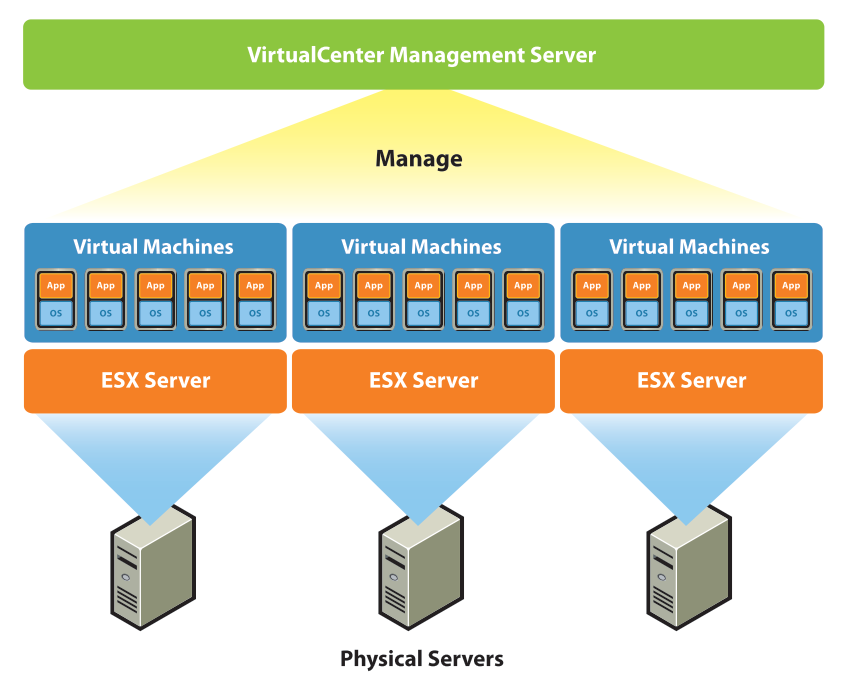 VirtualCenter Management Server
Manage
Virtual Machines Virtual Machines Virtual Machines
App App App App App App App App App App App App App App App
OS OS OS OS OS OS OS OS OS OS OS OS OS OS OS
ESX Server ESX Server ESX Server
Physical Servers